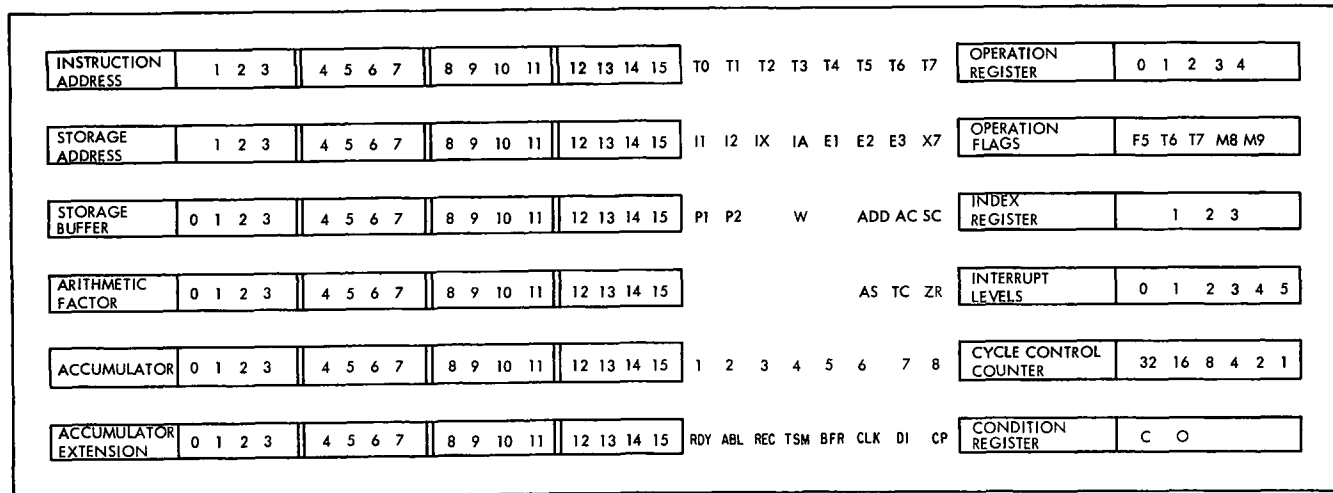 INSTRUCTION ADDRESS 1 2 3 4 5 6 7 8 9 10 11 12 13 14 15 T0 T1 T2 T3 T4 T5 T6 T7 OPERATION REGISTER 0 1 2 3 4
STORAGE ADDRESS 1 2 3 4 5 6 7 8 9 10 11 12 13 14 15 I1 I2 IX IA E1 E2 E3 X7 OPERATION FLAGS F5 T6 T7 M8 M9
STORAGE BUFFER 0 1 2 3 4 5 6 7 8 9 10 11 12 13 14 15 P1 P2 W ADD AC SC INDEX REGISTER 1 2 3
ARITHMETIC FACTOR 0 1 2 3 4 5 6 7 8 9 10 11 12 13 14 15 AS TC ZR INTERRUPT LEVELS 0 1 2 3 4 5
ACCUMULATOR 0 1 2 3 4 5 6 7 8 9 10 11 12 13 14 15 1 2 3 4 5 6 7 8 CYCLE CONTROL COUNTER 32 16 8 4 2 1
ACCUMULATOR EXTENSION 0 1 2 3 4 5 6 7 8 9 10 11 12 13 14 15 RDY ABL REC TSM BFR CLK DI CP CONDITION REGISTER C O